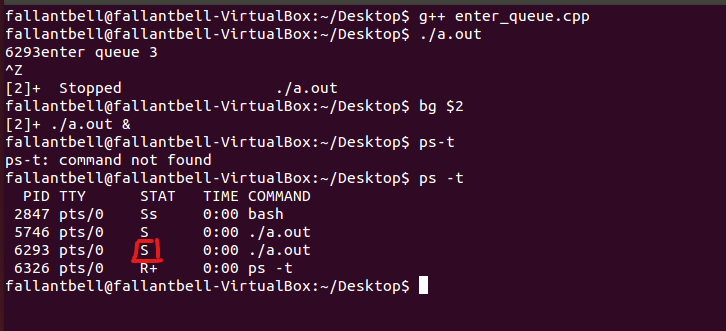 fallantbell@fallantbell-VirtualBox:~/Desktop$ g++ enter_queue.cpp
fallantbell@fallantbell-VirtualBox:~/Desktop$ ./a.out
6293enter queue 3
^Z
[2]+  Stopped                 ./a.out
fallantbell@fallantbell-VirtualBox:~/Desktop$ bg $2
[2]+ ./a.out &
fallantbell@fallantbell-VirtualBox:~/Desktop$ ps-t
ps-t: command not found
fallantbell@fallantbell-VirtualBox:~/Desktop$ ps -t
  PID TTY      STAT   TIME COMMAND
 2847 pts/0    Ss     0:00 bash
 5746 pts/0    S      0:00 ./a.out
 6293 pts/0    S      0:00 ./a.out
 6326 pts/0    R+     0:00 ps -t
fallantbell@fallantbell-VirtualBox:~/Desktop$